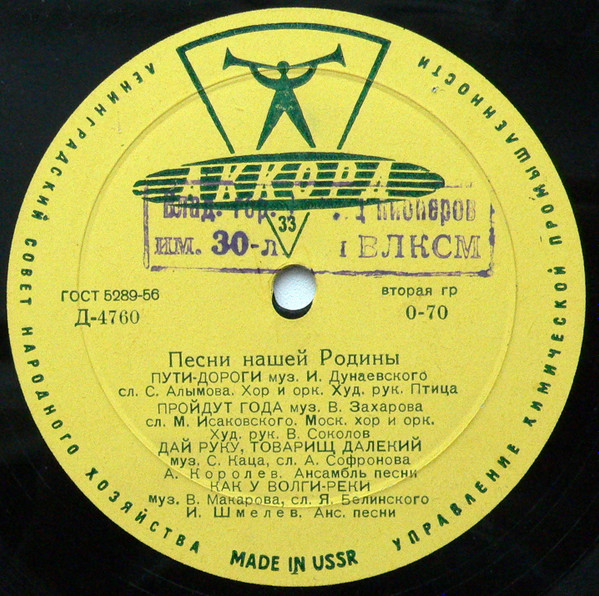 ЛЕНИНГРАДСКИЙ СОВЕТ НАРОДНОГО ХОЗЯЙСТВА
УПРАВЛЕНИЕ ХИМИЧЕСКОЙ ПРОМЫШЛЕННОСТИ
АККОРД
Влад. гор. пионеров
33
им. 30-л ВЛКСМ
ГОСТ 5289-56
вторая гр
Д-4760
0-70
Песни нашей Родины
ПУТИ-ДОРОГИ муз. И. Дунаевского
сл. С. Алымова. Хор и орк. Худ. рук. Птица
ПРОЙДУТ ГОДА муз. В. Захарова
сл. М. Исаковского. Моск. хор и орк.
Худ. рук. В. Соколов
ДАЙ РУКУ, ТОВАРИЩ ДАЛЕКИЙ
муз. С. Каца, сл. А. Софронова
А. Королев. Ансамбль песни
КАК У ВОЛГИ-РЕКИ
муз. В. Макарова, сл. Я. Белинского
И. Шмелев. Анс. песни
MADE IN USSR